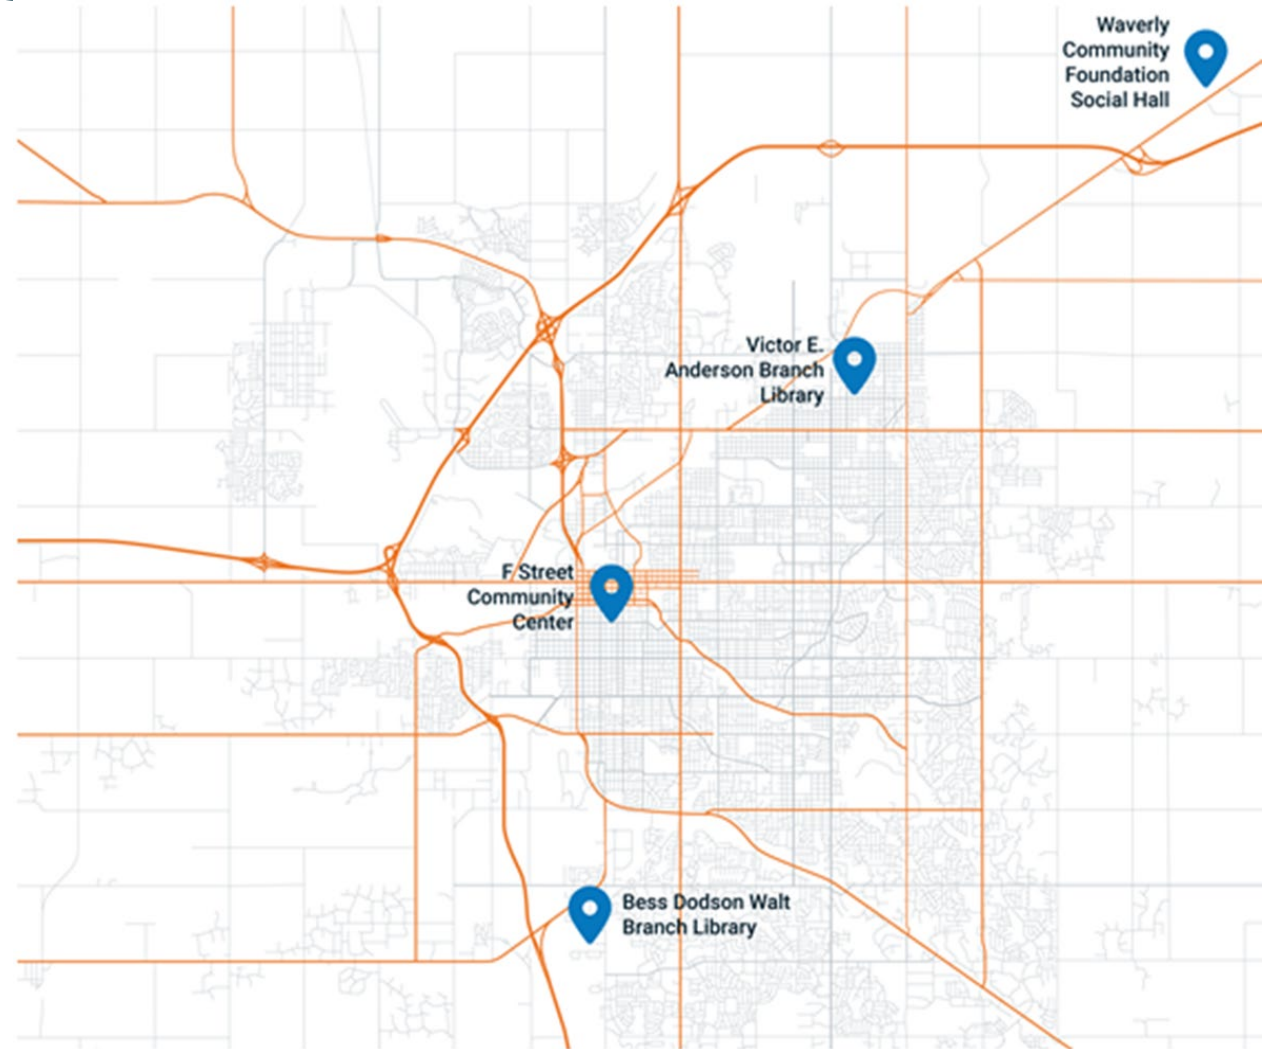 Waverly
Community
Foundation
Social Hall
Victor E.
Anderson Branch
Library
F Street
Community
Center
Bess Dodson Walt
Branch Library